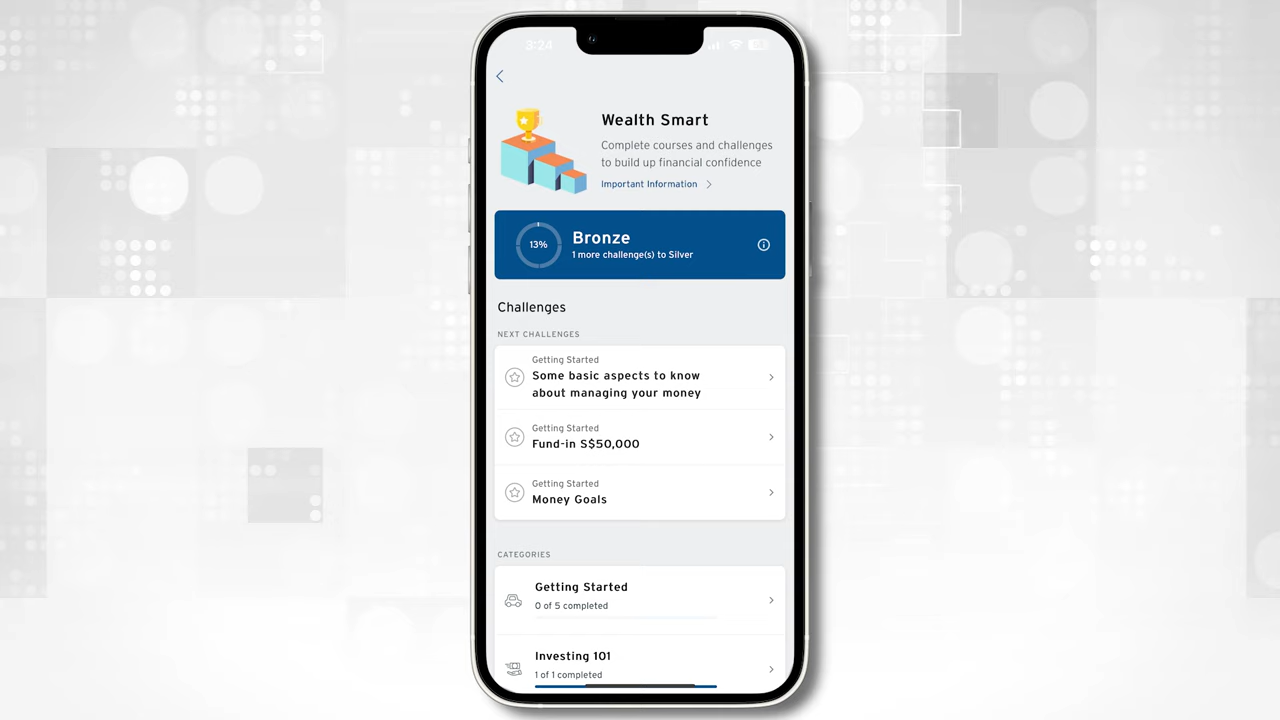 3:24
Wealth Smart
Complete courses and challenges
to build up financial confidence
Important Information
13%
Bronze
1 more challenge(s) to Silver
Challenges
NEXT CHALLENGES
Getting Started
Some basic aspects to know
about managing your money
Getting Started
Fund-in S$50,000
Getting Started
Money Goals
CATEGORIES
Getting Started
0 of 5 completed
Investing 101
1 of 1 completed